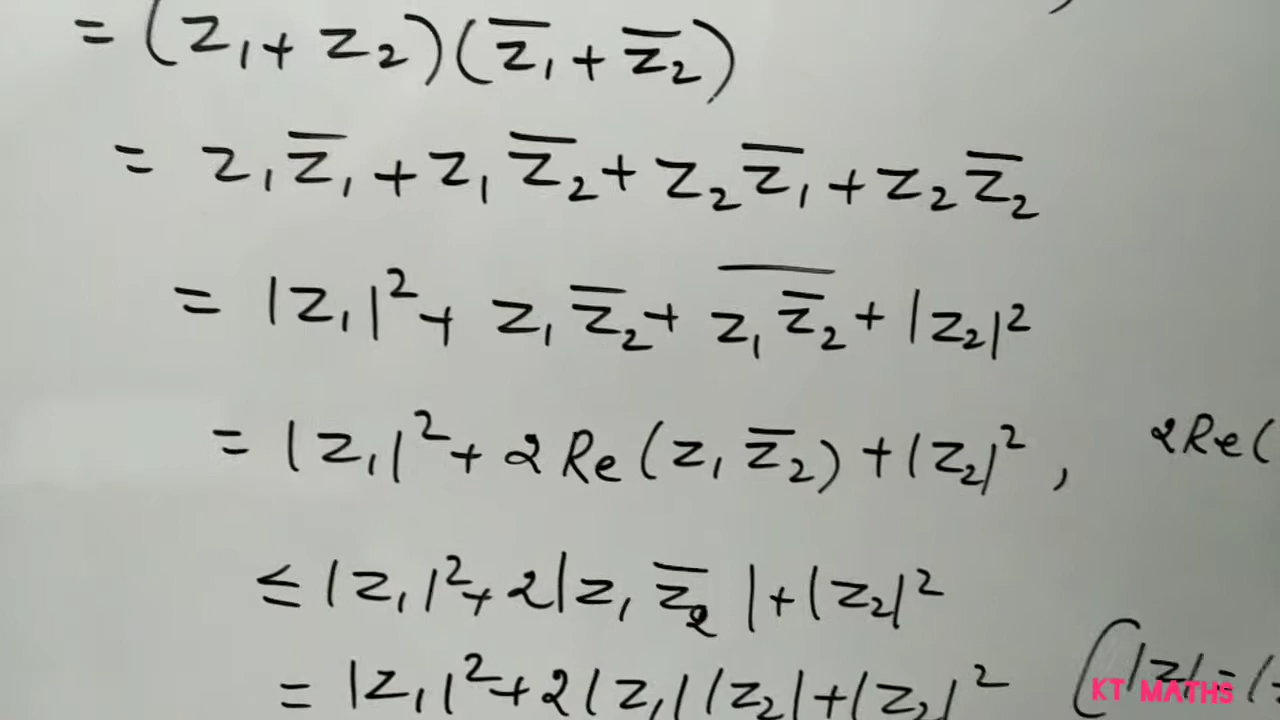 = (z₁ + z₂)(z̅₁ + z̅₂)
= z₁z̅₁ + z₁z̅₂ + z₂z̅₁ + z₂z̅₂
= |z₁|² + z₁z̅₂ + \overline{z₁z̅₂} + |z₂|²
= |z₁|² + 2Re(z₁z̅₂) + |z₂|² , 2Re(
≤ |z₁|² + 2|z₁z̅₂| + |z₂|²
= |z₁|² + 2|z₁||z₂| + |z₂|² (|z| =
KT MATHS